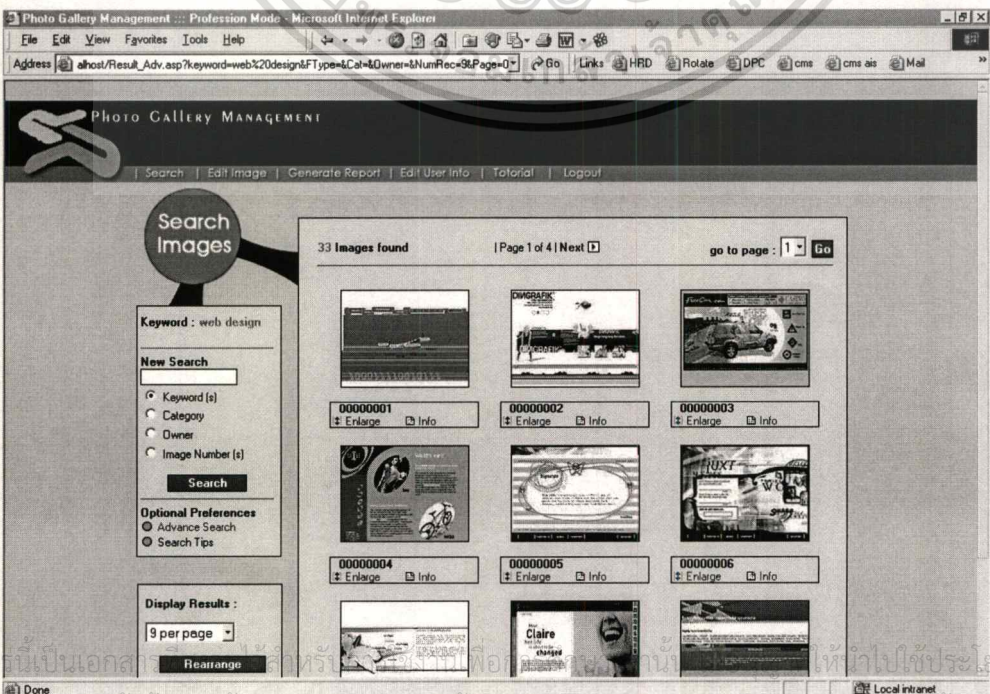 Photo Gallery Management ::: Profession Mode - Microsoft Internet Explorer
File Edit View Favorites Tools Help
Address alhost/Result_Adv.asp?keyword=web%20design&FType=&Cat=&Owner=&NumRec=9&Page=0 Go Links HRD Rotate DPC cms cms ais Mail »
PHOTO GALLERY MANAGEMENT
| Search | Edit Image | Generate Report | Edit User Info | Totorial | Logout
Search
Images
33 Images found | Page 1 of 4 | Next go to page : 1 Go
Keyword : web design
New Search
Keyword (s)
Category
Owner
Image Number (s)
Search
Optional Preferences
Advance Search
Search Tips
Display Results :
9 per page
Rearrange
DINGRAFIK
00000001
Enlarge Info
00000002
Enlarge Info
00000003
Enlarge Info
JUXT
00000004
Enlarge Info
00000005
Enlarge Info
00000006
Enlarge Info
Claire
changed
Done Local intranet